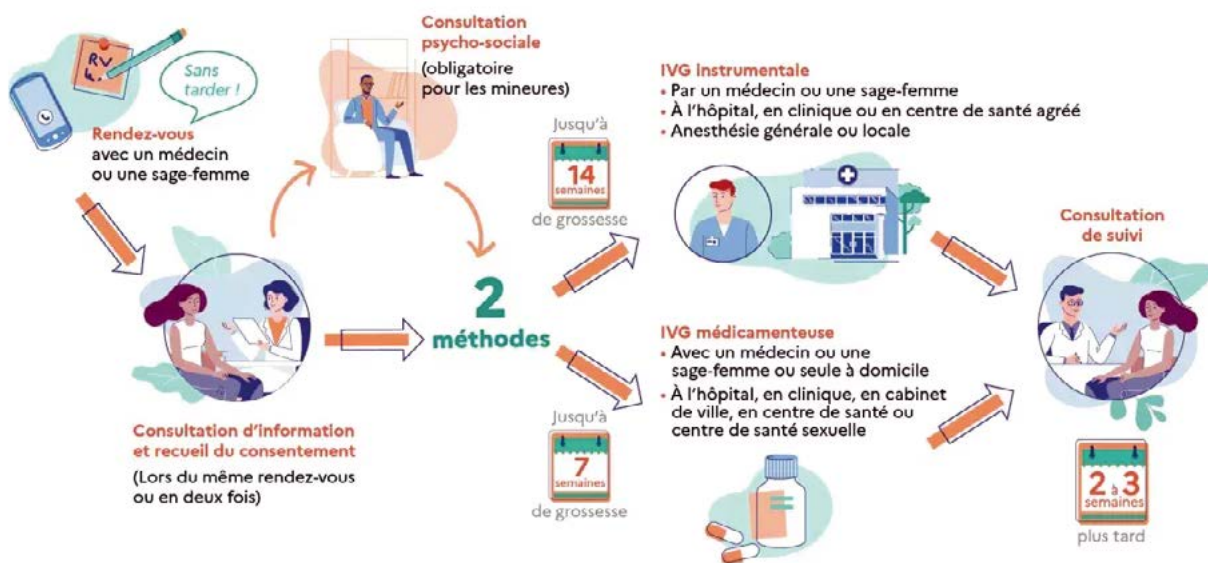 RV
Sans
tarder !
Rendez-vous
avec un médecin
ou une sage-femme
Consultation d'information
et recueil du consentement
(Lors du même rendez-vous
ou en deux fois)
Consultation
psycho-sociale
(obligatoire
pour les mineures)
2
méthodes
Jusqu'à
14
semaines
de grossesse
IVG instrumentale
• Par un médecin ou une sage-femme
• À l'hôpital, en clinique ou en centre de santé agréé
• Anesthésie générale ou locale
Jusqu'à
7
semaines
de grossesse
IVG médicamenteuse
• Avec un médecin ou une
sage-femme ou seule à domicile
• À l'hôpital, en clinique, en cabinet
de ville, en centre de santé ou
centre de santé sexuelle
Consultation
de suivi
2 à 3
semaines
plus tard